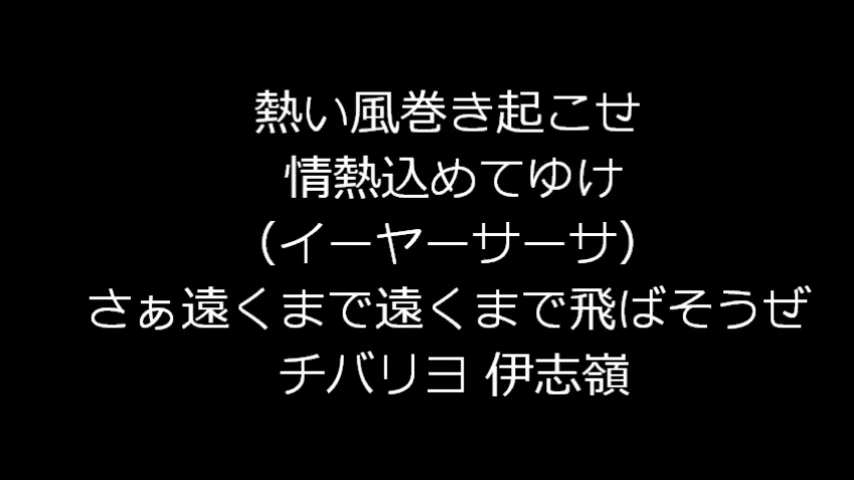 熱い風巻き起こせ
情熱込めてゆけ
（イーヤーサーサ）
さぁ遠くまで遠くまで飛ばそうぜ
チバリヨ 伊志嶺